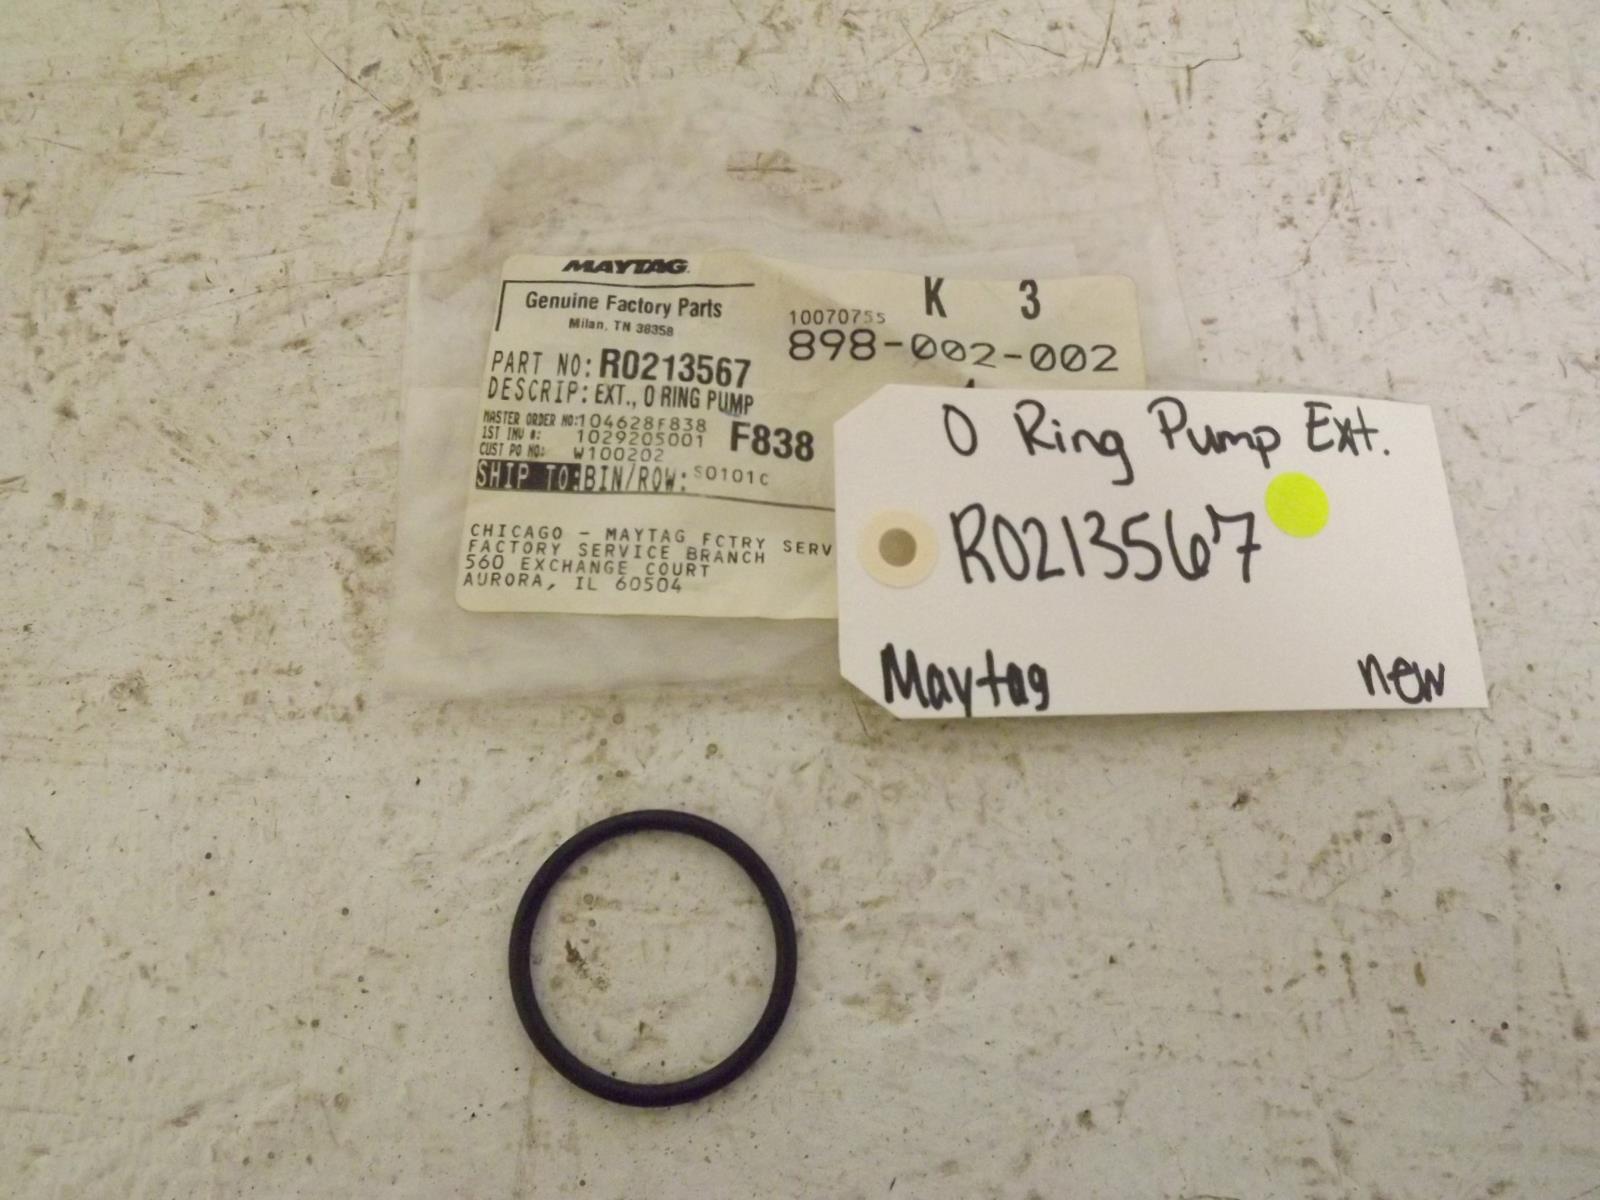 MAYTAG
Genuine Factory Parts
Milan, TN 38358
K 3
10070755
898-002-002
PART NO: R0213567
DESCRIP: EXT., O RING PUMP
MASTER ORDER NO: 104628F838
1ST INV #: 1029205001
F838
CUST PO NO: W100202
SHIP TO: BIN/ROW: S0101C
CHICAGO - MAYTAG FCTRY SERV
FACTORY SERVICE BRANCH
560 EXCHANGE COURT
AURORA, IL 60504
O Ring Pump Ext.
R0213567
Maytag new